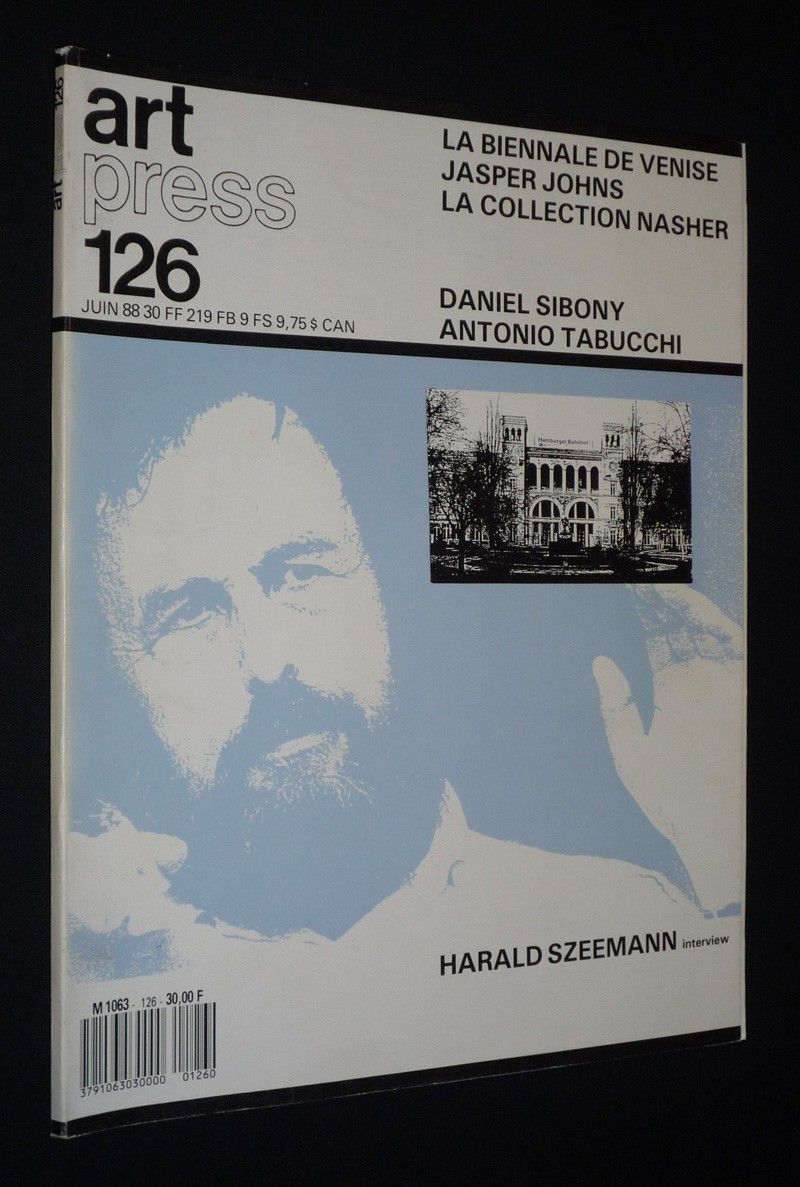 art
press
126
JUIN 88 30 FF 219 FB 9 FS 9,75 $ CAN
LA BIENNALE DE VENISE
JASPER JOHNS
LA COLLECTION NASHER
DANIEL SIBONY
ANTONIO TABUCCHI
Hamburger Bahnhof
HARALD SZEEMANN interview
M 1063 - 126 - 30,00 F
3791063030000 01260
126
art